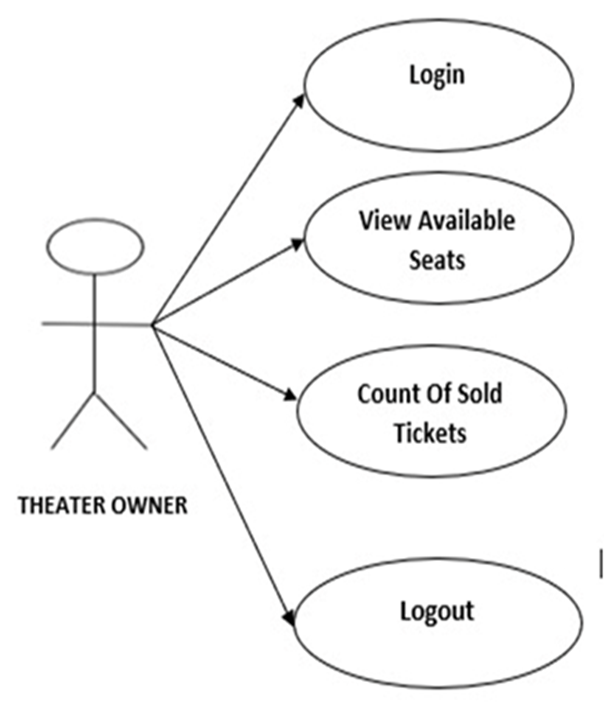 Login
View Available
Seats
Count Of Sold
Tickets
THEATER OWNER
Logout